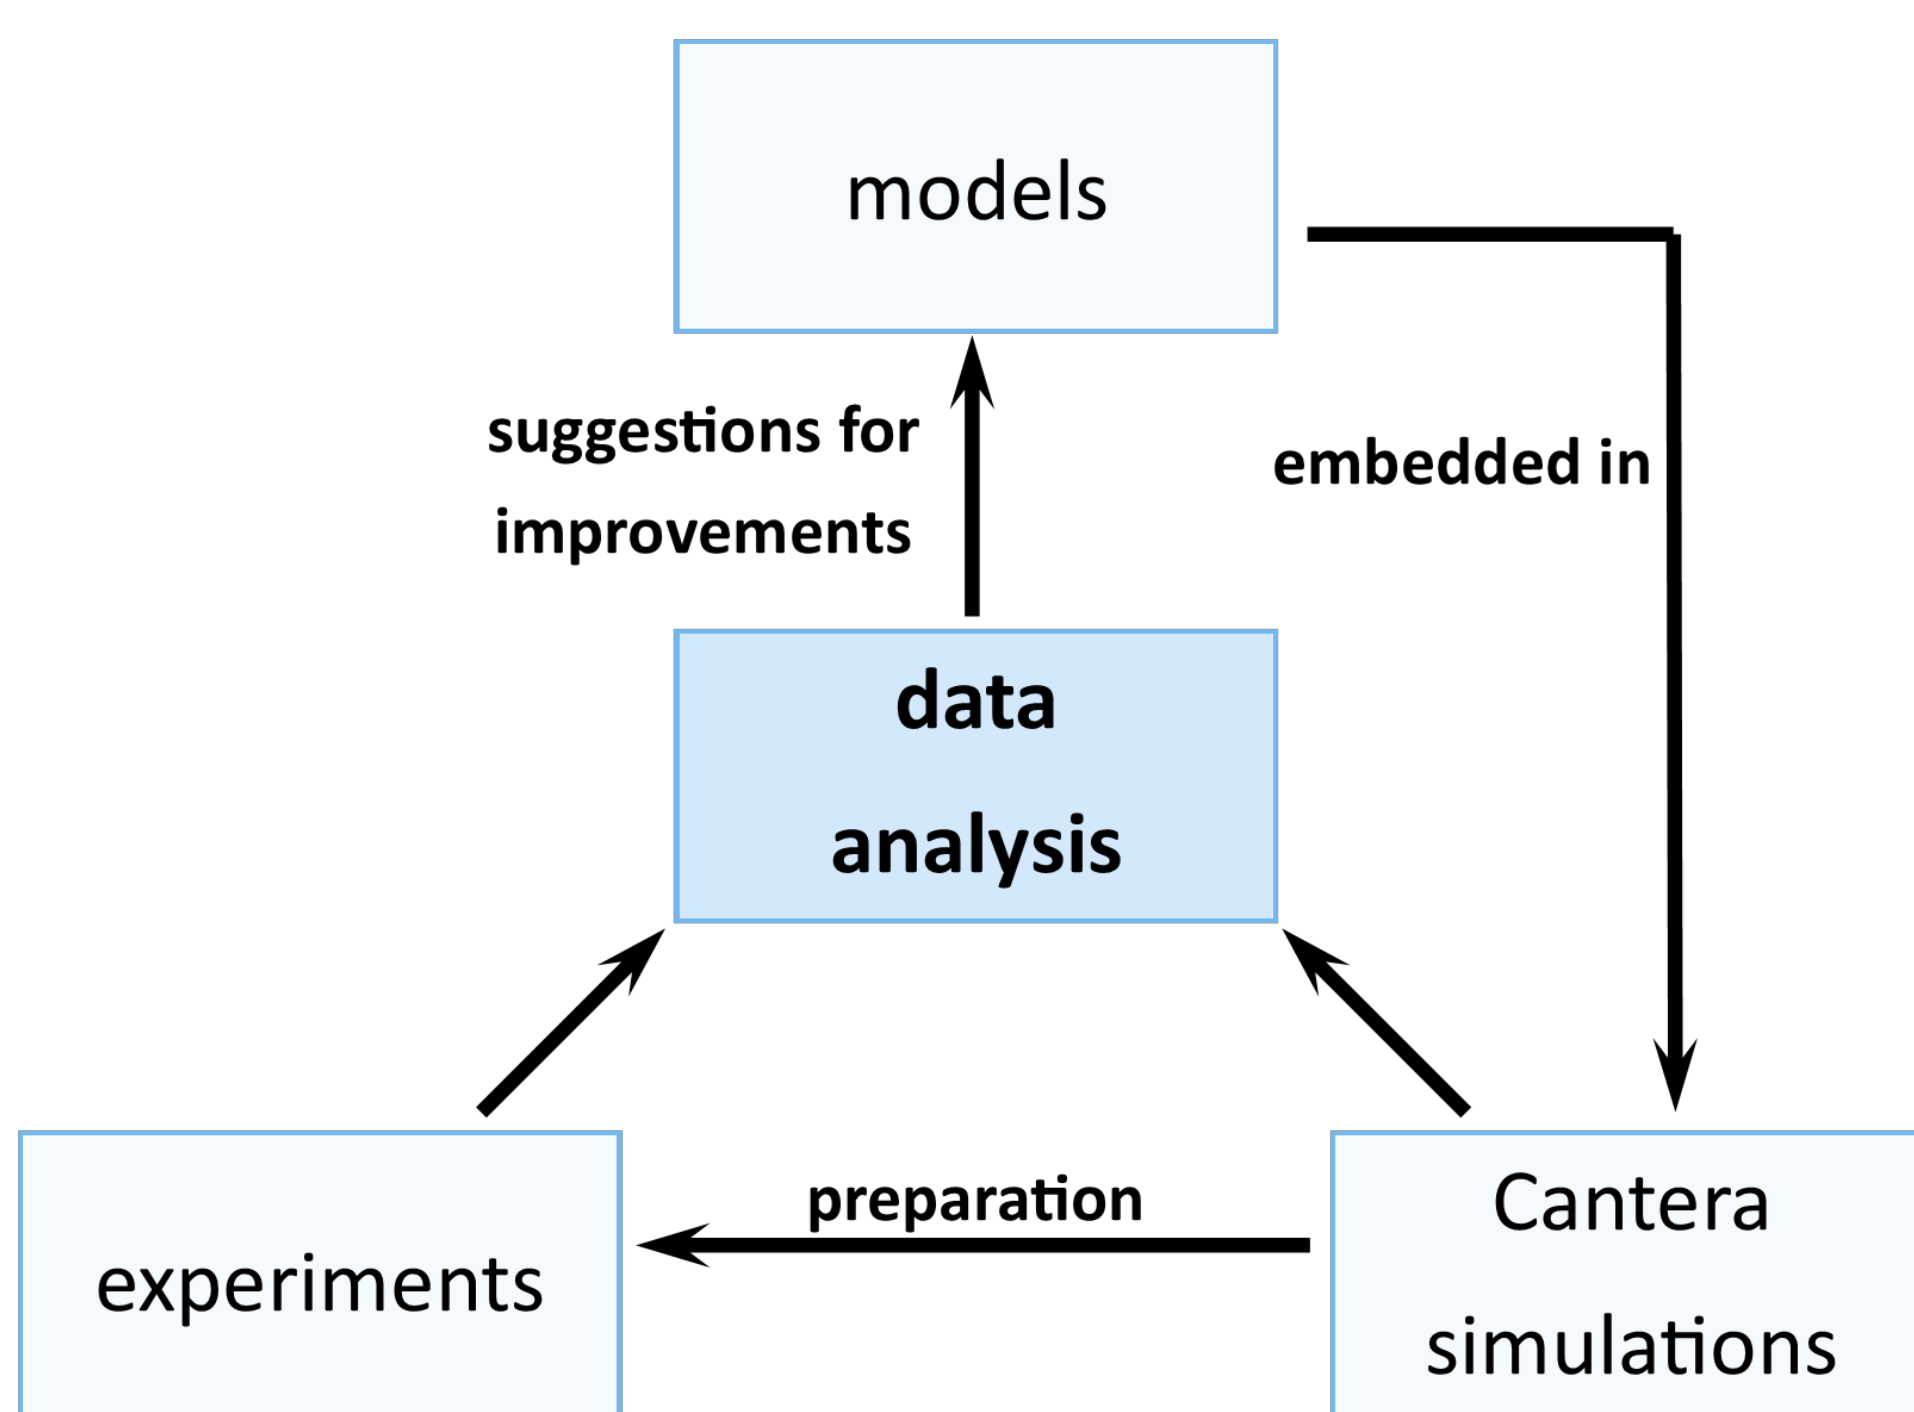 models
suggestions for
improvements
embedded in
data
analysis
preparation
experiments
Cantera
simulations